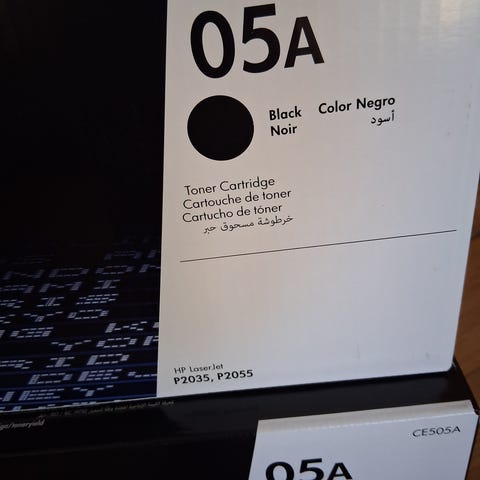 05A
Black Color Negro
Noir أسود
Toner Cartridge
Cartouche de toner
Cartucho de tóner
خرطوشة مسحوق حبر
HP LaserJet
P2035, P2055
CE505A
05A